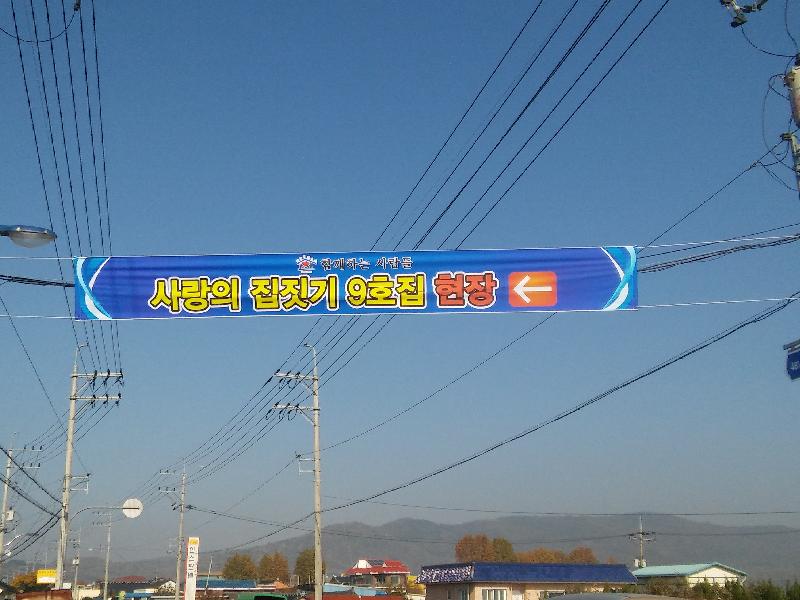 함께하는 사람들
사랑의 집짓기 9호집 현장